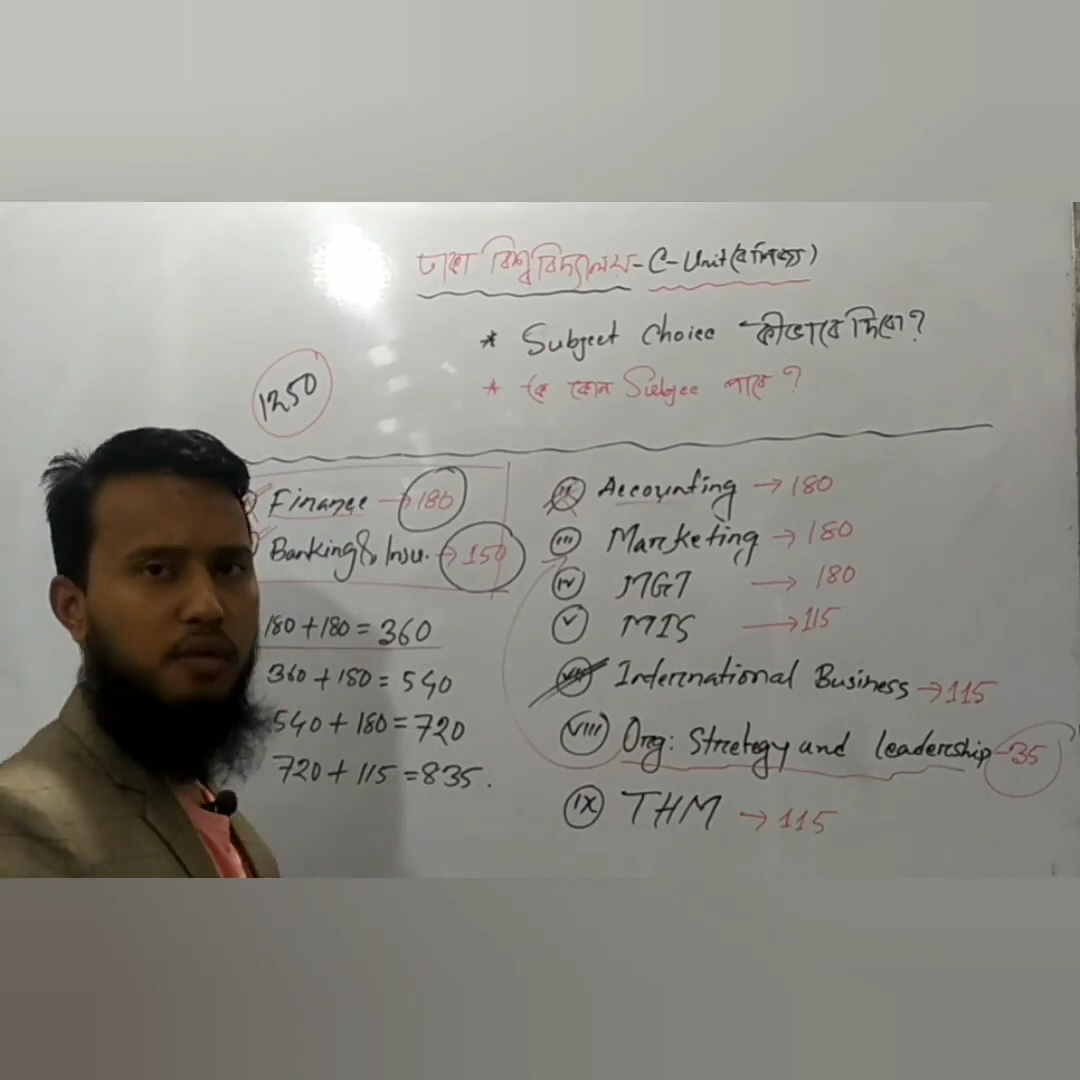 ঢাকা বিশ্ববিদ্যালয় - C-Unit (বাণিজ্য)
* Subject Choice কীভাবে দিবো?
* কে কোন Subjec পাবে?
1250
Finance → 180
Banking & Insu. → 150
180 + 180 = 360
360 + 180 = 540
540 + 180 = 720
720 + 115 = 835.
Accounting → 180
(iii) Marketing → 180
(iv) MGT → 180
(v) MIS → 115
International Business → 115
(viii) Org: Stretegy and leadership - 35
(ix) THM → 115